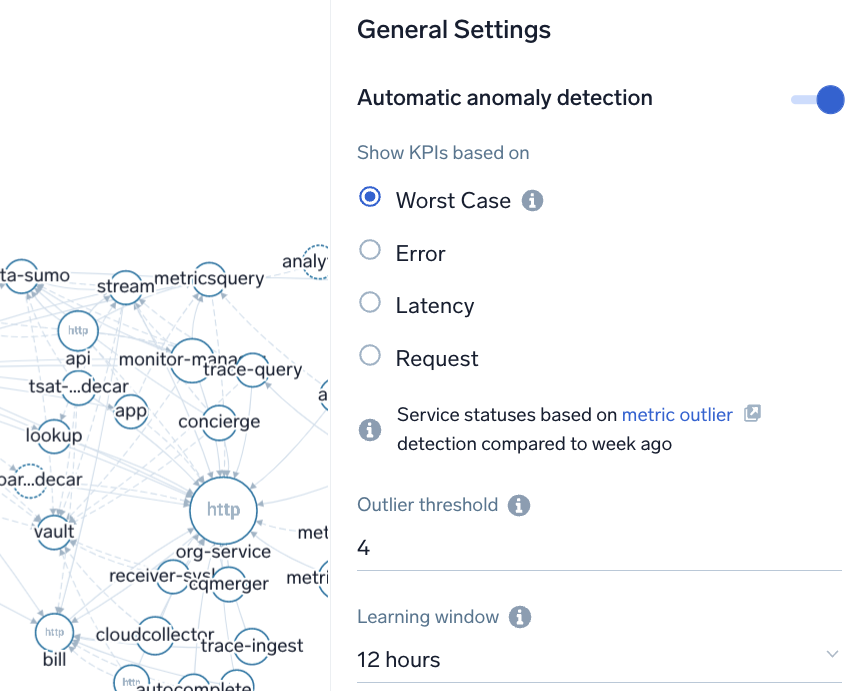 General Settings
Automatic anomaly detection
Show KPIs based on
Worst Case
Error
Latency
Request
Service statuses based on metric outlier
detection compared to week ago
Outlier threshold
4
Learning window
12 hours
analy
ta-sumo
stream
metricsquery
http
api
monitor-mana
trace-query
tsat-...decar
app
a
concierge
lookup
oar...decar
http
vault
met
org-service
receiver-sysl
cqmerger
metri
http
cloudcollector
trace-ingest
bill
http
autocomplete